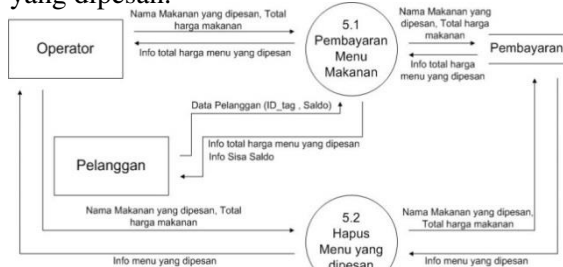 yang dipesan.
Nama Makanan yang dipesan, Total
harga makanan
Operator
Info total harga menu yang dipesan
5.1
Pembayaran
Menu
Makanan
Nama Makanan yang
dipesan, Total harga
makanan
Info total harga
menu yang dipesan
Pembayaran
Data Pelanggan (ID_tag , Saldo)
Info total harga menu yang dipesan
Info Sisa Saldo
Pelanggan
Nama Makanan yang dipesan, Total
harga makanan
Info menu yang dipesan
5.2
Hapus
Menu yang
dipesan
Nama Makanan yang dipesan,
Total harga makanan
Info menu yang dipesan